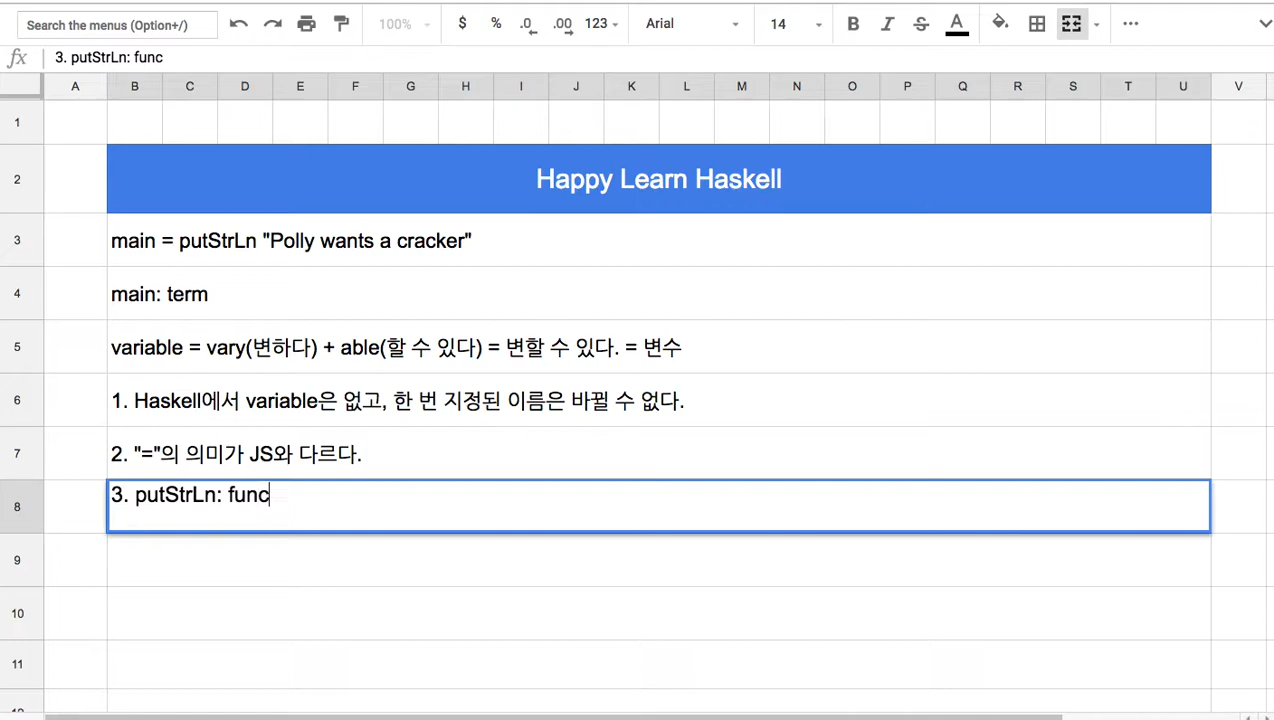 Search the menus (Option+/)
100%
$
%
.0
.00
123
Arial
14
B
I
S
A
fx
3. putStrLn: func
A B C D E F G H I J K L M N O P Q R S T U V
1
2 Happy Learn Haskell
3 main = putStrLn "Polly wants a cracker"
4 main: term
5 variable = vary(변하다) + able(할 수 있다) = 변할 수 있다. = 변수
6 1. Haskell에서 variable은 없고, 한 번 지정된 이름은 바뀔 수 없다.
7 2. "="의 의미가 JS와 다르다.
8 3. putStrLn: func
9
10
11